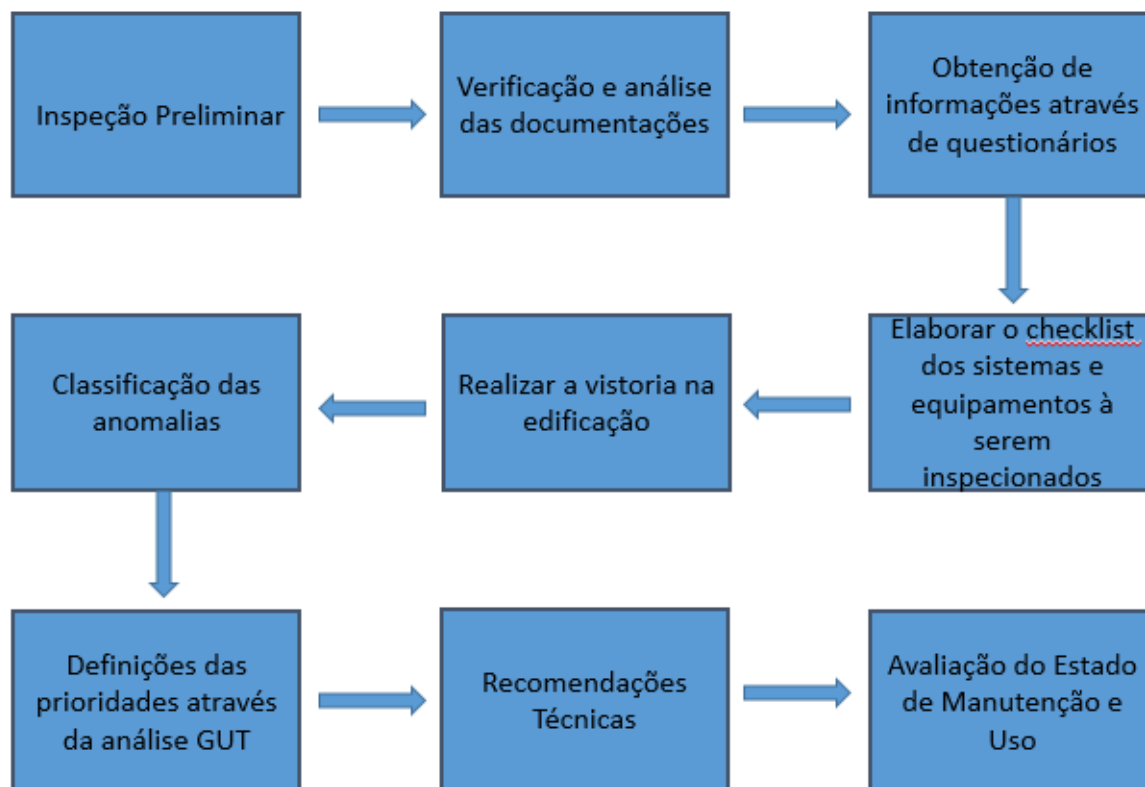 Inspeção Preliminar
Verificação e análise
das documentações
Obtenção de
informações através
de questionários
Elaborar o checklist
dos sistemas e
equipamentos à
serem
inspecionados
Realizar a vistoria na
edificação
Classificação das
anomalias
Definições das
prioridades através
da análise GUT
Recomendações
Técnicas
Avaliação do Estado
de Manutenção e
Uso